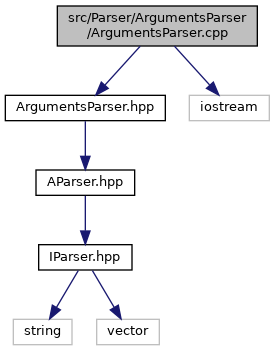 src/Parser/ArgumentsParser
/ArgumentsParser.cpp
ArgumentsParser.hpp
iostream
AParser.hpp
IParser.hpp
string
vector